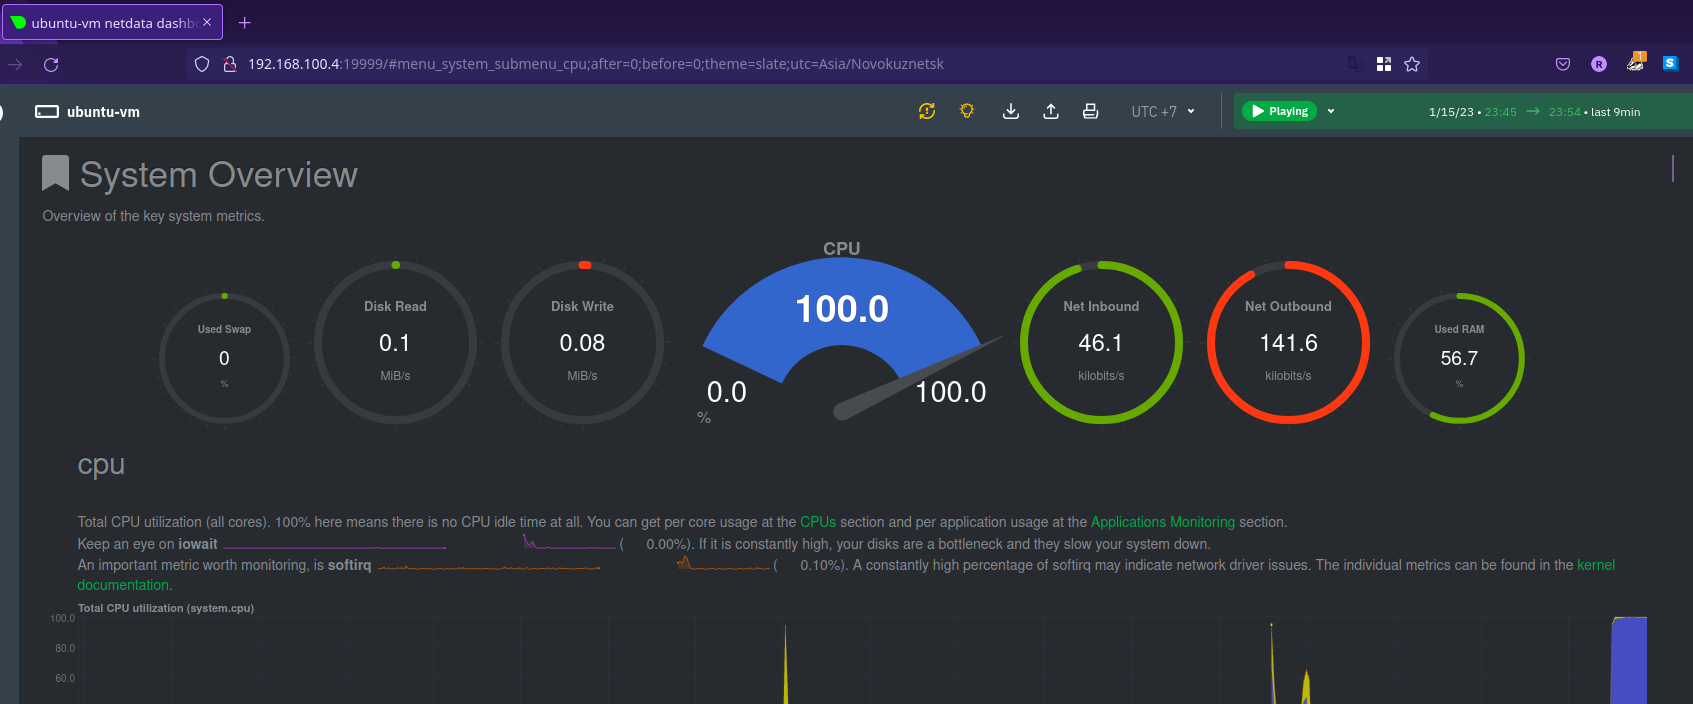 ubuntu-vm netdata dashbo
192.168.100.4:19999/#menu_system_submenu_cpu;after=0;before=0;theme=slate;utc=Asia/Novokuznetsk
R
1
S
ubuntu-vm
UTC +7
Playing
1/15/23 • 23:45 → 23:54 • last 9min
System Overview
Overview of the key system metrics.
CPU
Used Swap
0
%
Disk Read
0.1
MiB/s
Disk Write
0.08
MiB/s
100.0
0.0
100.0
%
Net Inbound
46.1
kilobits/s
Net Outbound
141.6
kilobits/s
Used RAM
56.7
%
cpu
Total CPU utilization (all cores). 100% here means there is no CPU idle time at all. You can get per core usage at the CPUs section and per application usage at the Applications Monitoring section.
Keep an eye on iowait ( 0.00%). If it is constantly high, your disks are a bottleneck and they slow your system down.
An important metric worth monitoring, is softirq ( 0.10%). A constantly high percentage of softirq may indicate network driver issues. The individual metrics can be found in the kernel
documentation.
Total CPU utilization (system.cpu)
100.0
80.0
60.0